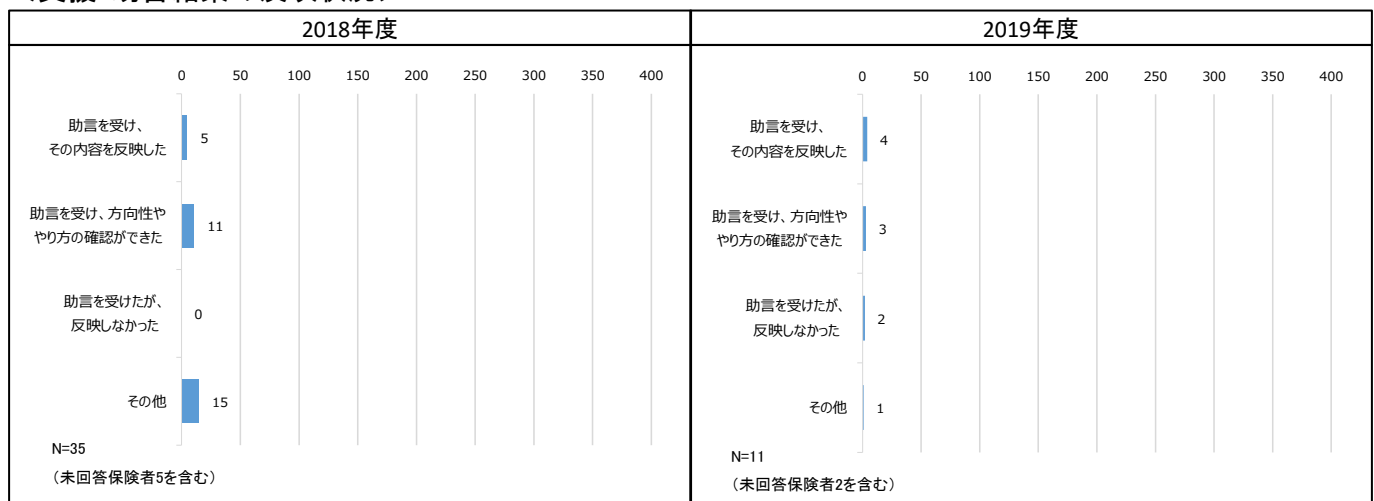 2018年度
2019年度
0 50 100 150 200 250 300 350 400
助言を受け、
その内容を反映した
5
助言を受け、方向性や
やり方の確認ができた
11
助言を受けたが、
反映しなかった
0
その他
15
N=35
（未回答保険者5を含む）
0 50 100 150 200 250 300 350 400
助言を受け、
その内容を反映した
4
助言を受け、方向性や
やり方の確認ができた
3
助言を受けたが、
反映しなかった
2
その他
1
N=11
（未回答保険者2を含む）